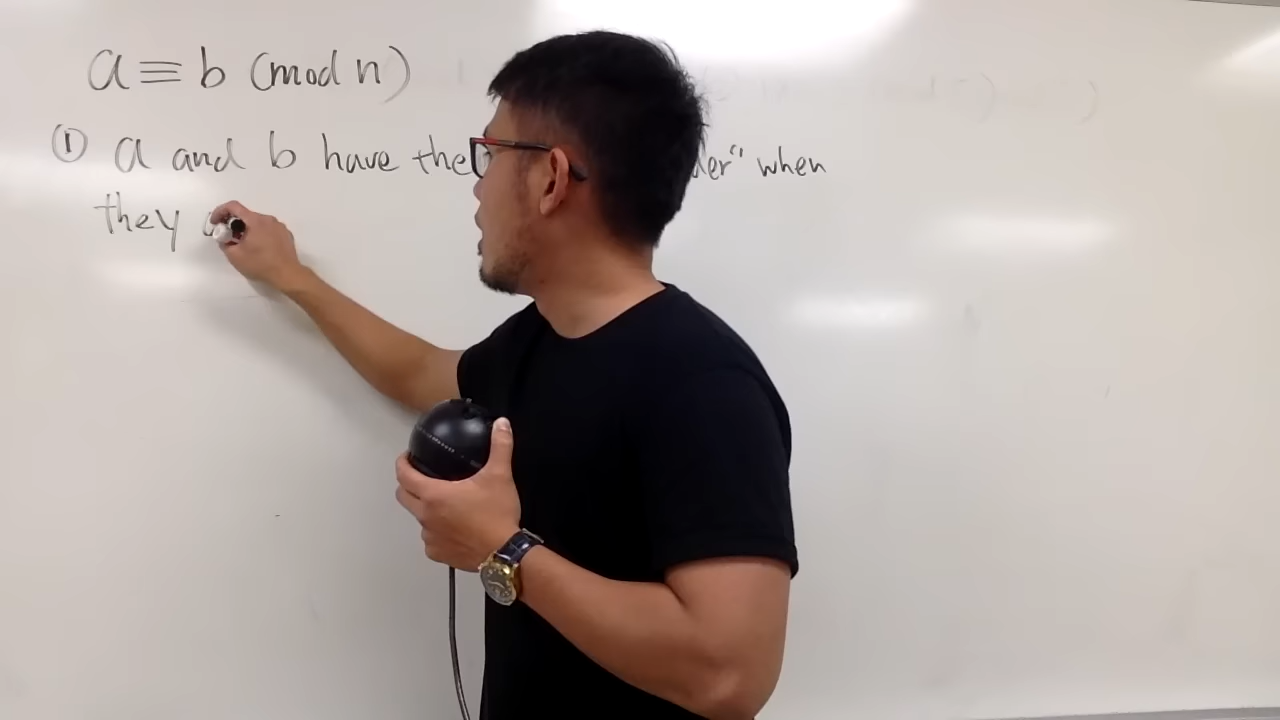 a ≡ b (mod n)
① a and b have the der" when
they